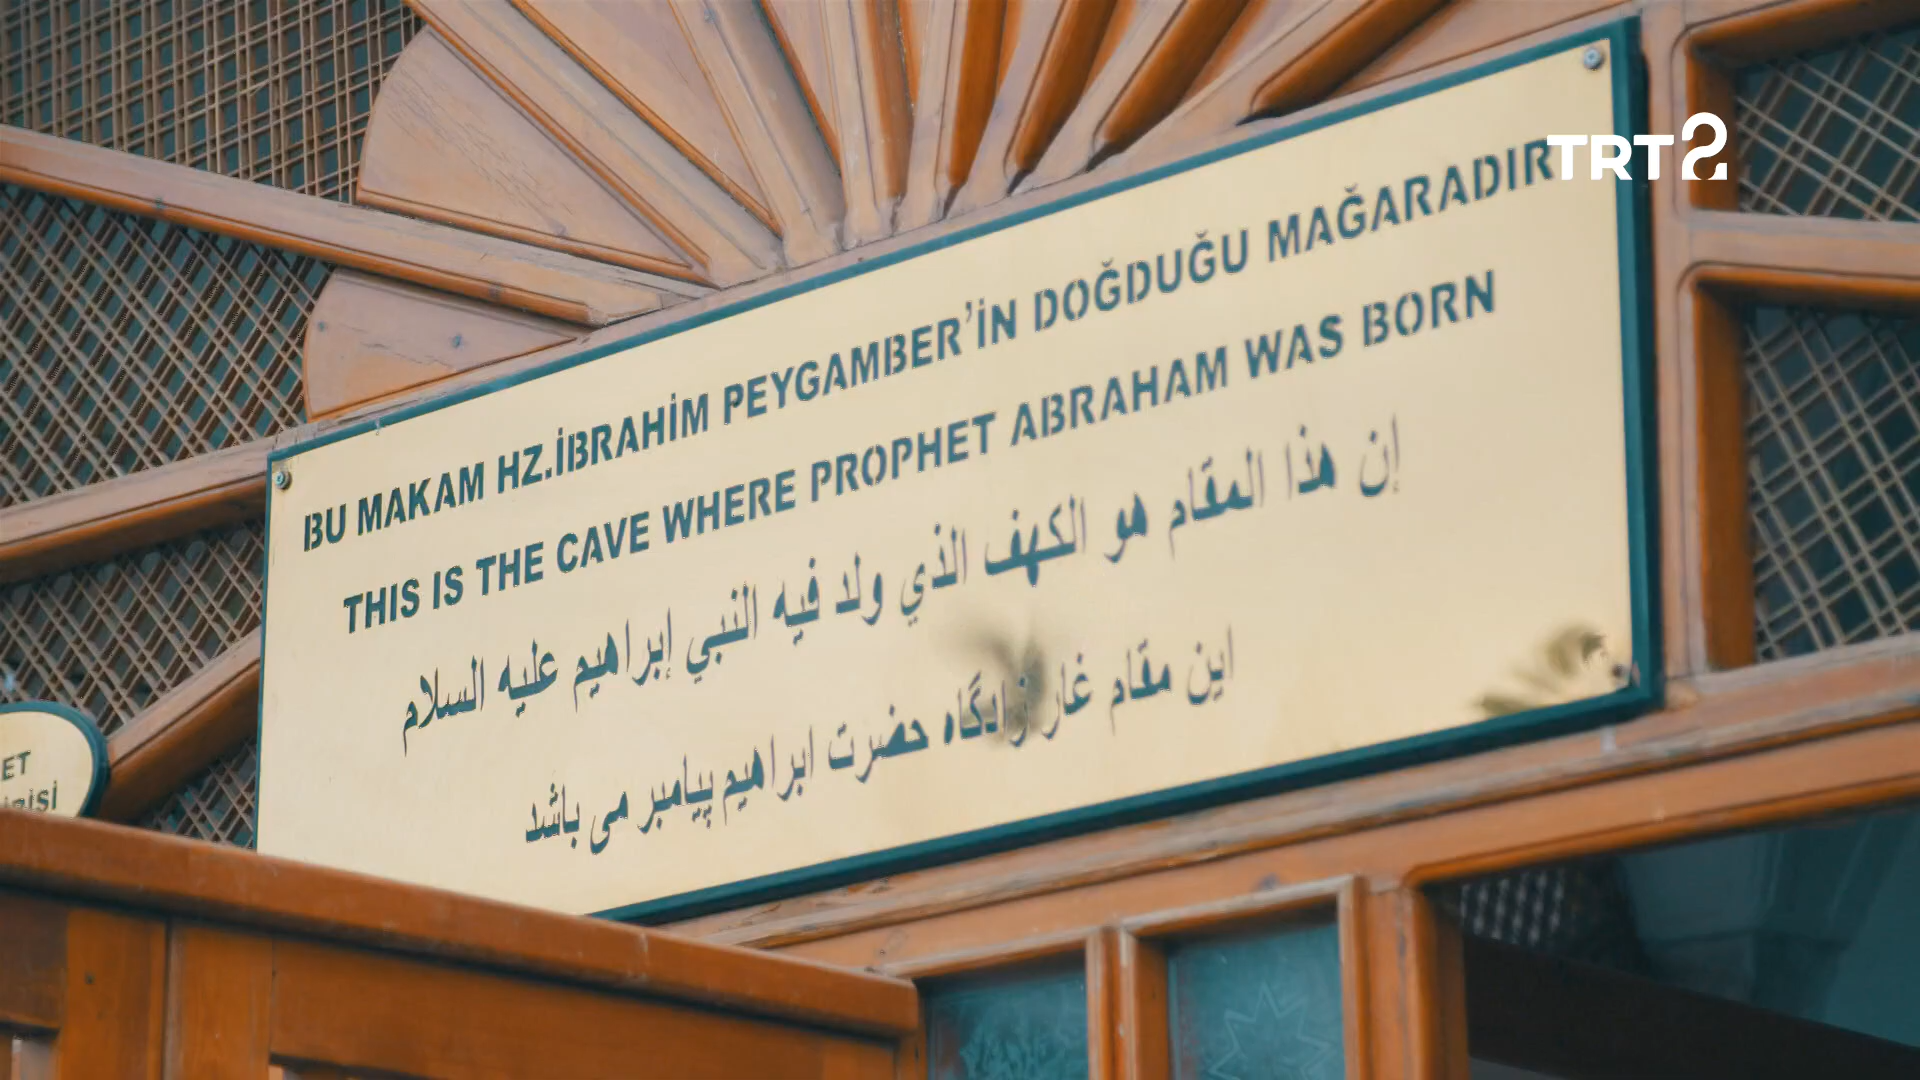 TRT2
BU MAKAM HZ.İBRAHİM PEYGAMBER'İN DOĞDUĞU MAĞARADIR
THIS IS THE CAVE WHERE PROPHET ABRAHAM WAS BORN
إن هذا المقام هو الكهف الذي ولد فيه النبي إبراهيم عليه السلام
این مقام غار زادگاه حضرت ابراهیم پیامبر می باشد
ET